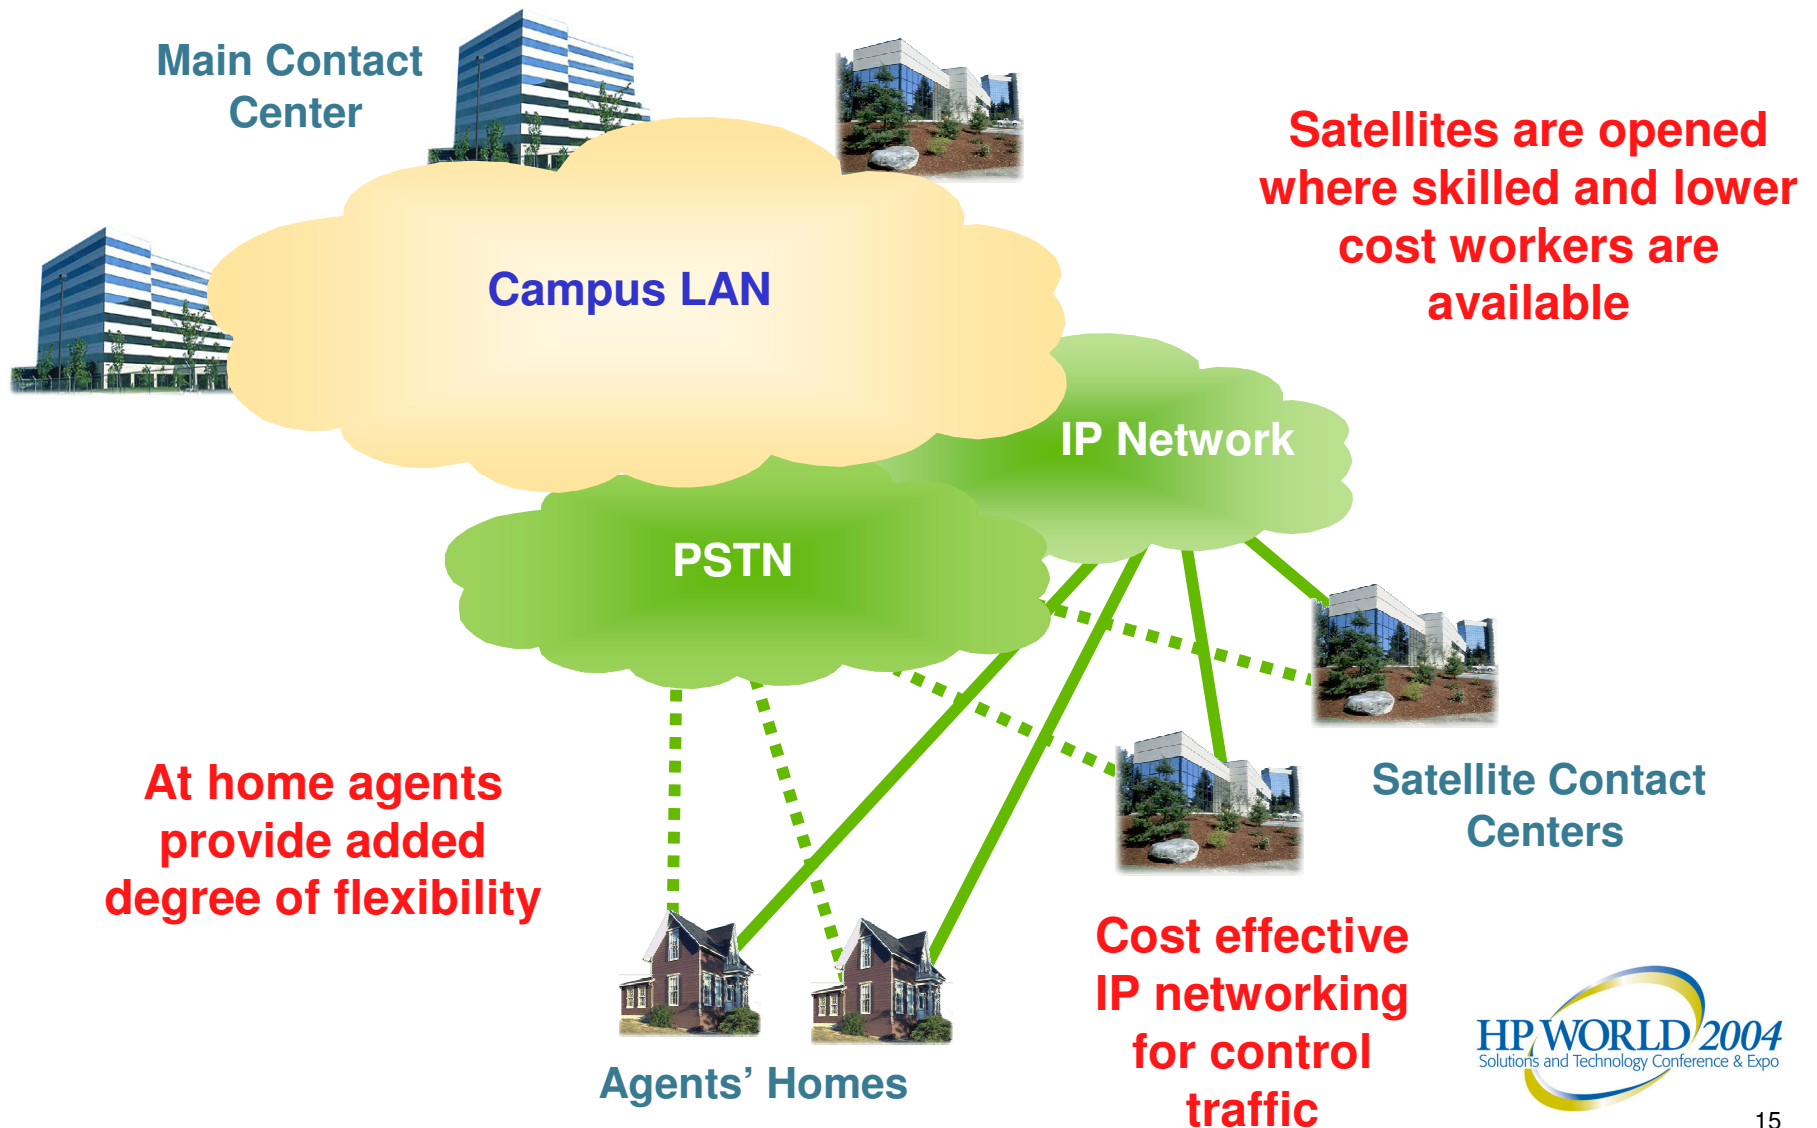 Main Contact
Center
Satellites are opened
where skilled and lower
cost workers are
available
Campus LAN
IP Network
PSTN
At home agents
provide added
degree of flexibility
Satellite Contact
Centers
Cost effective
IP networking
for control
traffic
Agents’ Homes
HP WORLD 2004
Solutions and Technology Conference & Expo
15